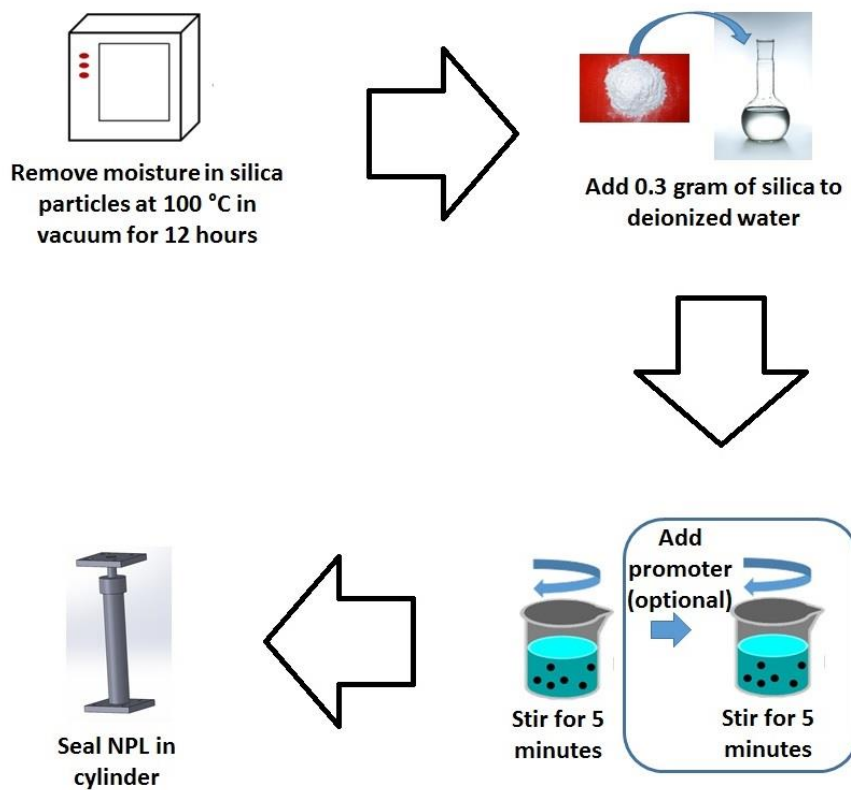 Remove moisture in silica
particles at 100 °C in
vacuum for 12 hours
Add 0.3 gram of silica to
deionized water
Stir for 5
minutes
Add
promoter
(optional)
Stir for 5
minutes
Seal NPL in
cylinder